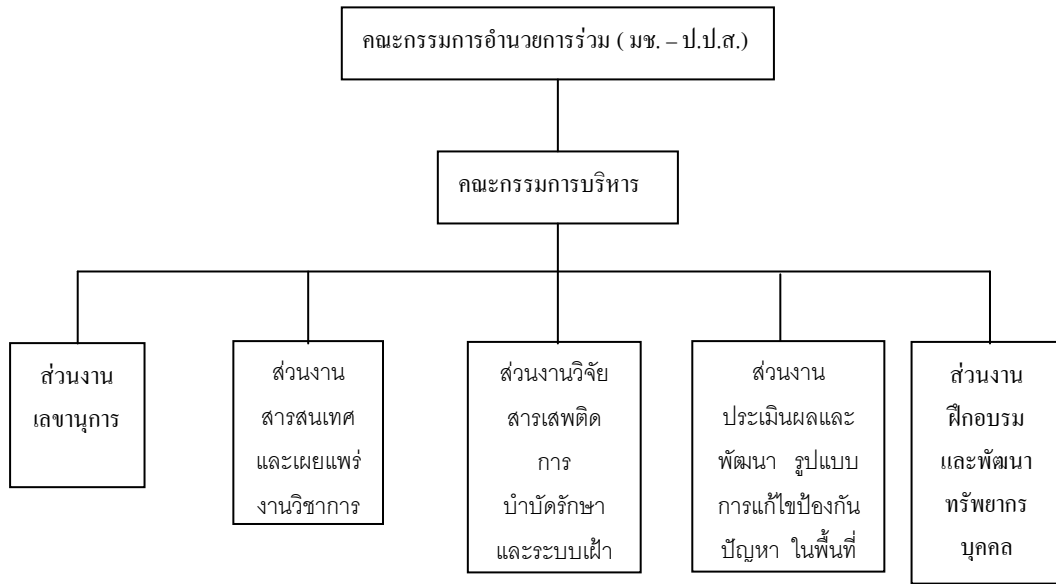 คณะกรรมการอำนวยการร่วม ( มช. – ป.ป.ส.)
คณะกรรมการบริหาร
ส่วนงาน
เลขานุการ
ส่วนงาน
สารสนเทศ
และเผยแพร่
งานวิชาการ
ส่วนงานวิจัย
สารเสพติด
การ
บำบัดรักษา
และระบบเฝ้า
ส่วนงาน
ประเมินผลและ
พัฒนา รูปแบบ
การแก้ไขป้องกัน
ปัญหา ในพื้นที่
ส่วนงาน
ฝึกอบรม
และพัฒนา
ทรัพยากร
บุคคล